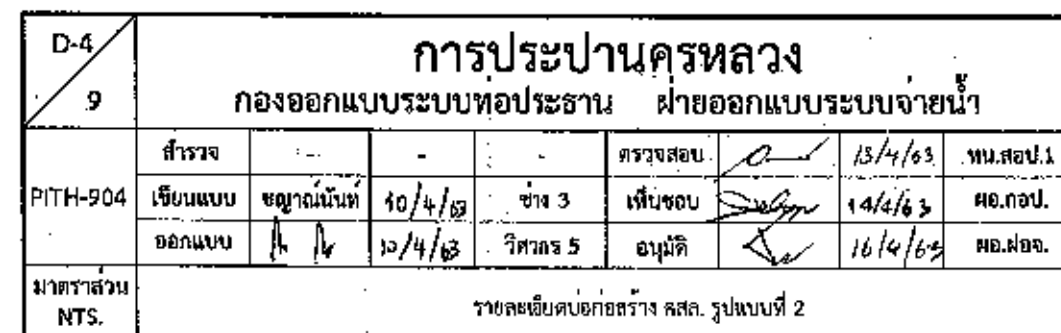 D-4/9
การประปานครหลวง
กองออกแบบระบบท่อประธาน ฝ่ายออกแบบระบบจ่ายน้ำ
PITH-904
สำรวจ - - - ตรวจสอบ 13/4/63 หน.สอป.1
เขียนแบบ ชญาณ์นันท์ 10/4/63 ช่าง 3 เห็นชอบ 14/4/63 ผอ.กอป.
ออกแบบ 10/4/63 วิศวกร 5 อนุมัติ 16/4/63 ผอ.ฝอจ.
มาตราส่วน
NTS.
รายละเอียดบ่อก่อสร้าง คสล. รูปแบบที่ 2